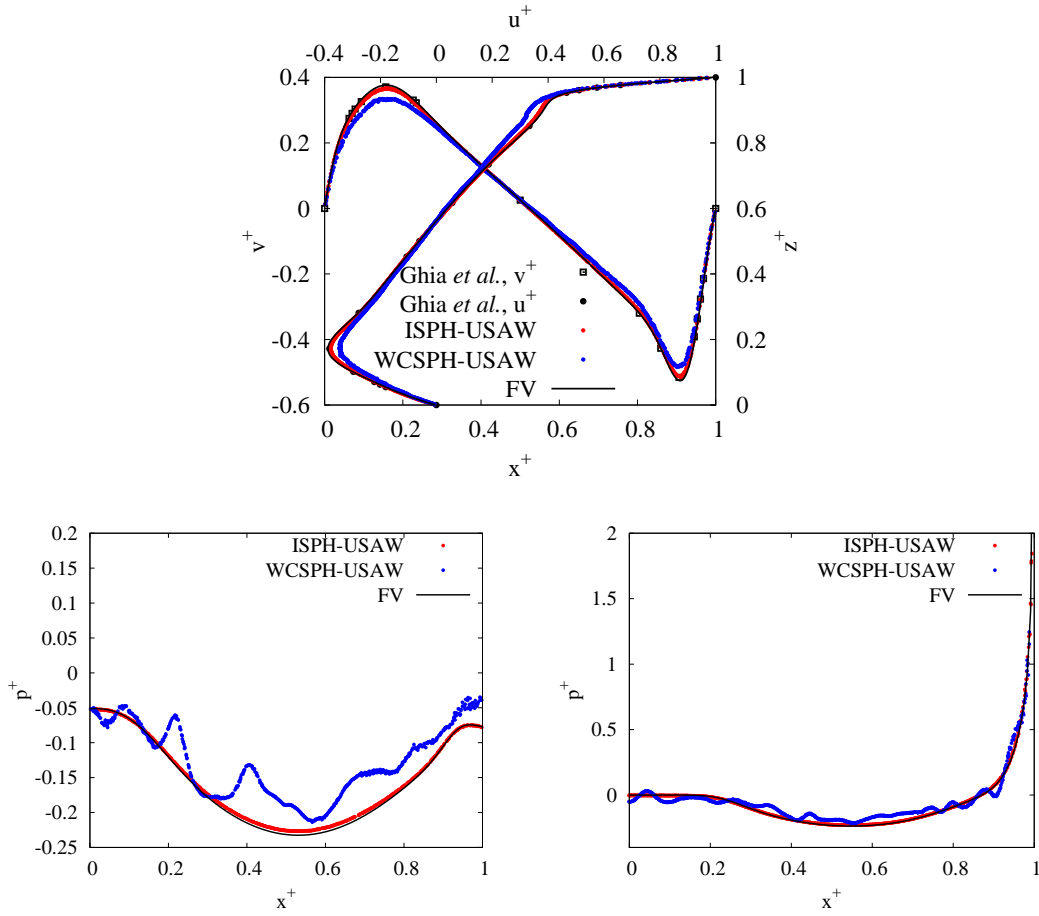 u+
-0.4 -0.2 0 0.2 0.4 0.6 0.8 1
0.4 1
0.2 0.8
0 0.6
-0.2 0.4
-0.4 0.2
-0.6 0
v+
z+
Ghia et al., v+
Ghia et al., u+
ISPH-USAW
WCSPH-USAW
FV
0 0.2 0.4 0.6 0.8 1
x+
0.2
0.15
0.1
0.05
0
-0.05
-0.1
-0.15
-0.2
-0.25
p+
ISPH-USAW
WCSPH-USAW
FV
0 0.2 0.4 0.6 0.8 1
x+
2
1.5
1
0.5
0
p+
ISPH-USAW
WCSPH-USAW
FV
0 0.2 0.4 0.6 0.8 1
x+